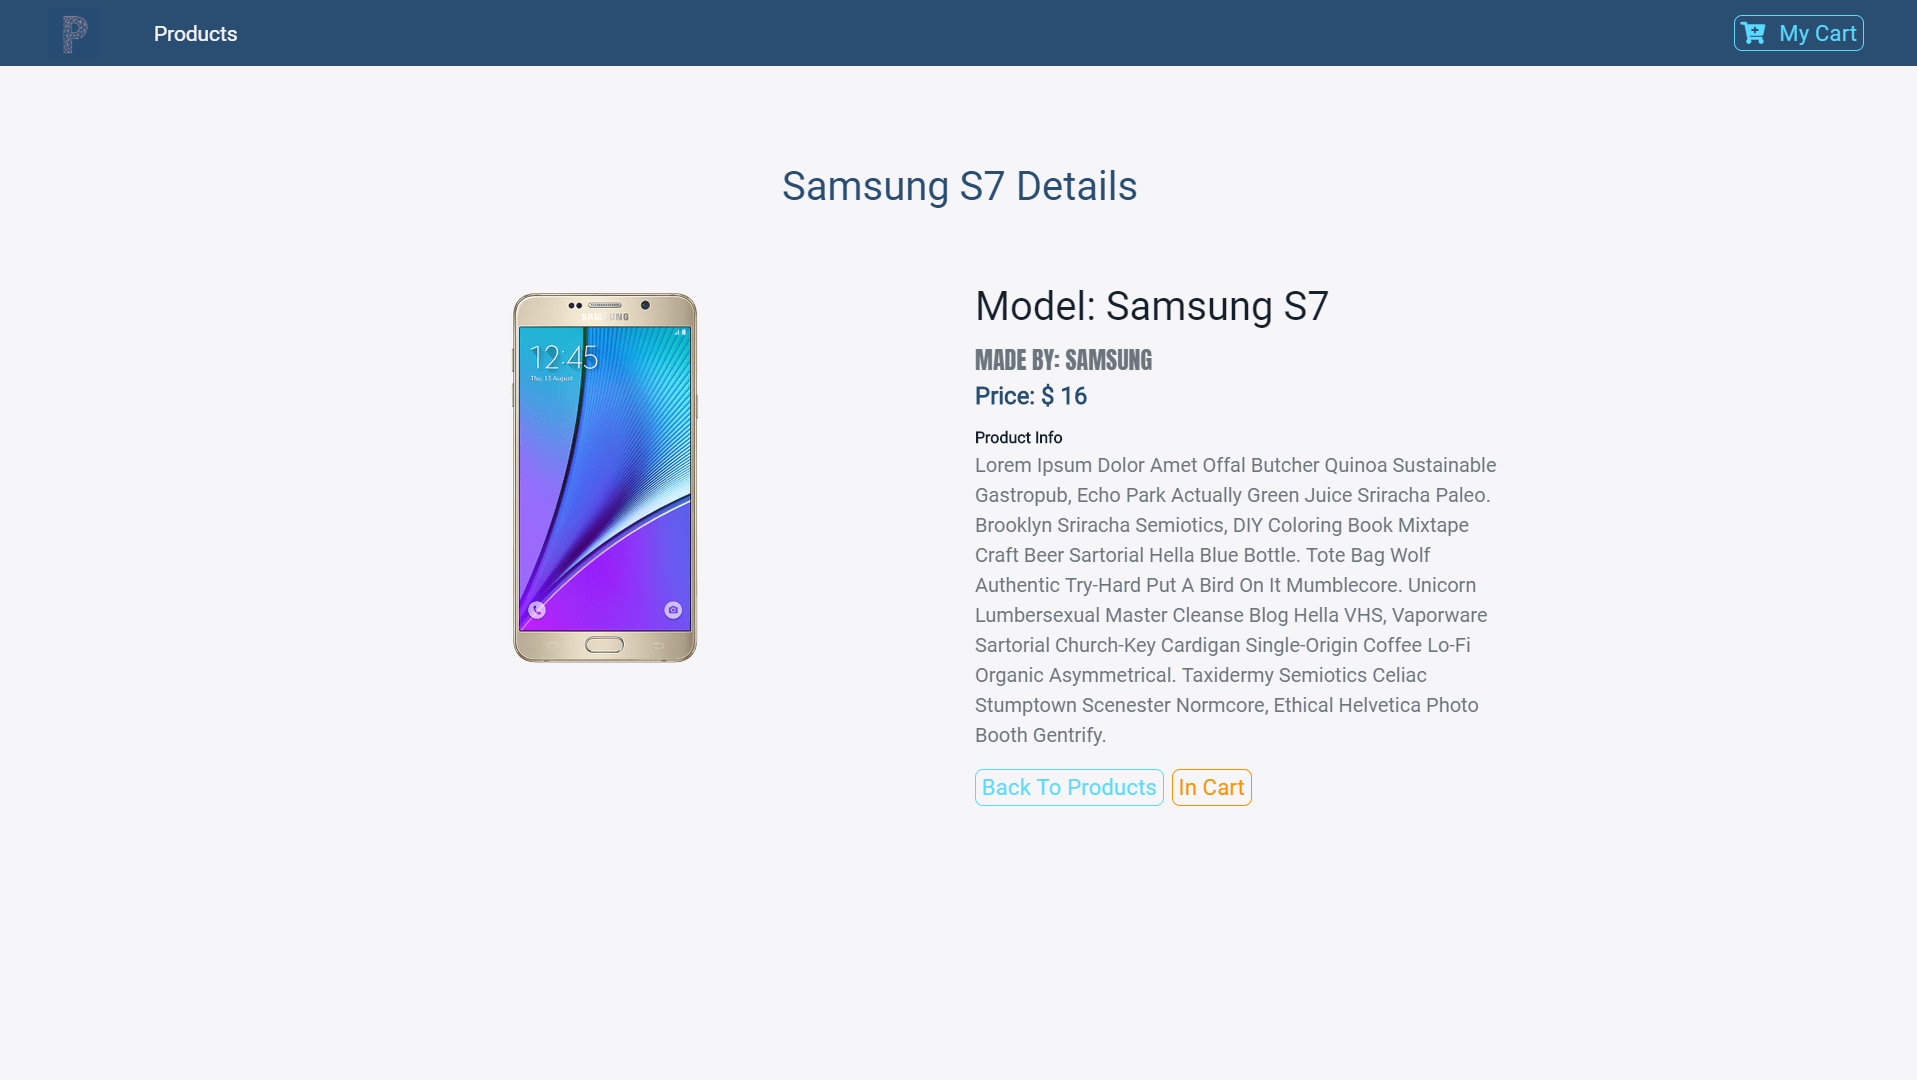 P
Products
My Cart
Samsung S7 Details
SAMSUNG
12:45
Thu, 13 August
Model: Samsung S7
MADE BY: SAMSUNG
Price: $ 16
Product Info
Lorem Ipsum Dolor Amet Offal Butcher Quinoa Sustainable
Gastropub, Echo Park Actually Green Juice Sriracha Paleo.
Brooklyn Sriracha Semiotics, DIY Coloring Book Mixtape
Craft Beer Sartorial Hella Blue Bottle. Tote Bag Wolf
Authentic Try-Hard Put A Bird On It Mumblecore. Unicorn
Lumbersexual Master Cleanse Blog Hella VHS, Vaporware
Sartorial Church-Key Cardigan Single-Origin Coffee Lo-Fi
Organic Asymmetrical. Taxidermy Semiotics Celiac
Stumptown Scenester Normcore, Ethical Helvetica Photo
Booth Gentrify.
Back To Products
In Cart